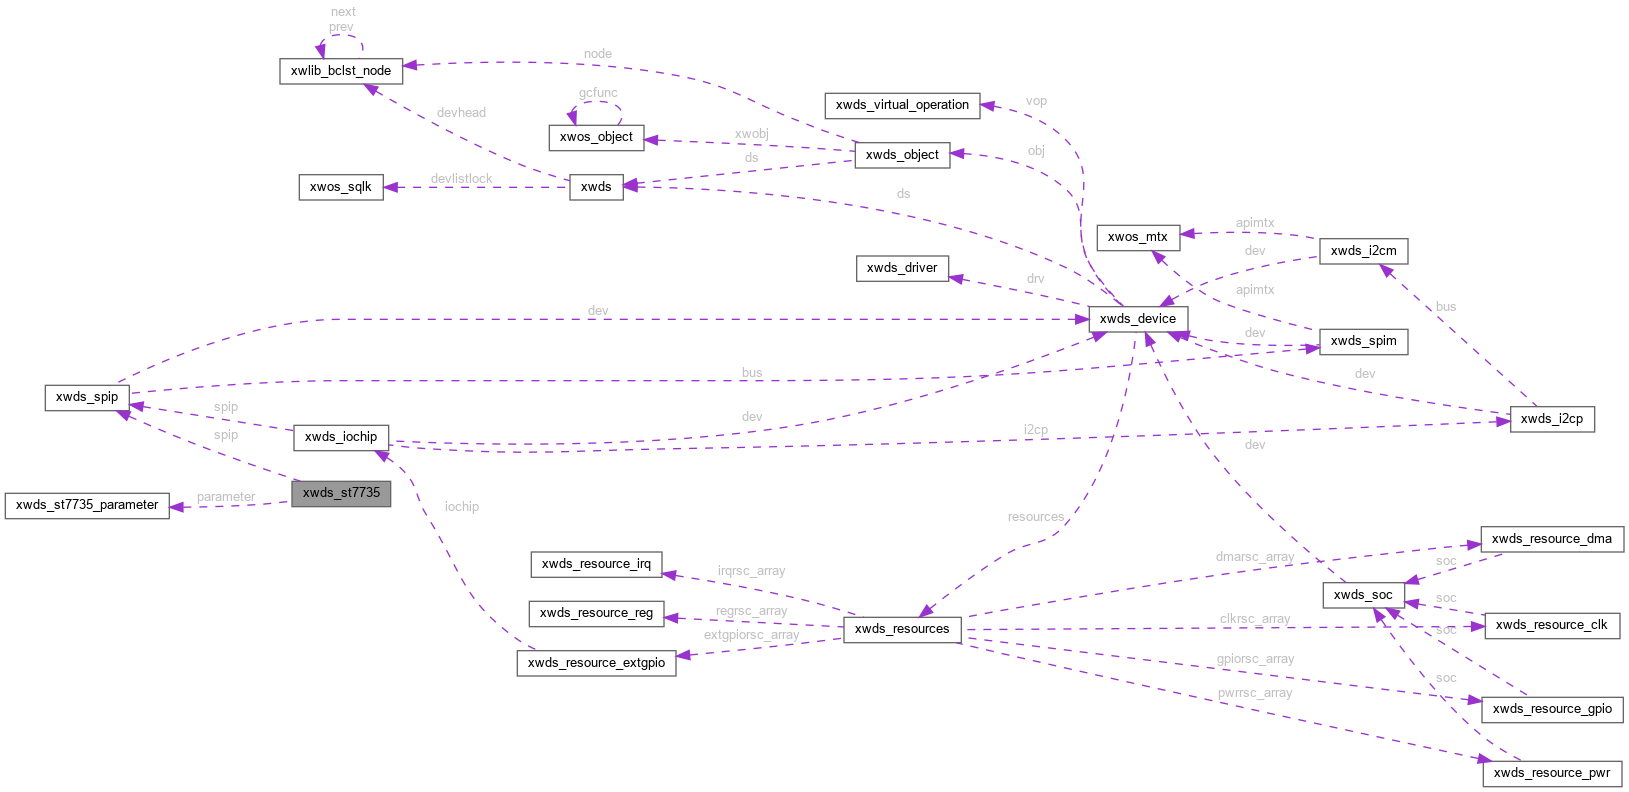 next
prev
xwlib_bclst_node
node
gcfunc
xwds_virtual_operation
vop
devhead
xwos_object
xwobj
xwds_object
obj
ds
devlistlock
xwos_sqlk
xwds
ds
apimtx
xwos_mtx
xwds_i2cm
dev
xwds_driver
drv
apimtx
bus
dev
xwds_device
dev
xwds_spim
bus
dev
xwds_spip
spip
dev
xwds_i2cp
spip
xwds_iochip
i2cp
dev
xwds_st7735
parameter
xwds_st7735_parameter
iochip
resources
xwds_resource_dma
dmarsc_array
soc
xwds_resource_irq
irqrsc_array
xwds_soc
soc
xwds_resource_reg
regrsc_array
clkrsc_array
xwds_resource_clk
xwds_resources
soc
extgpiorsc_array
xwds_resource_extgpio
gpiorsc_array
soc
pwrrsc_array
xwds_resource_gpio
xwds_resource_pwr